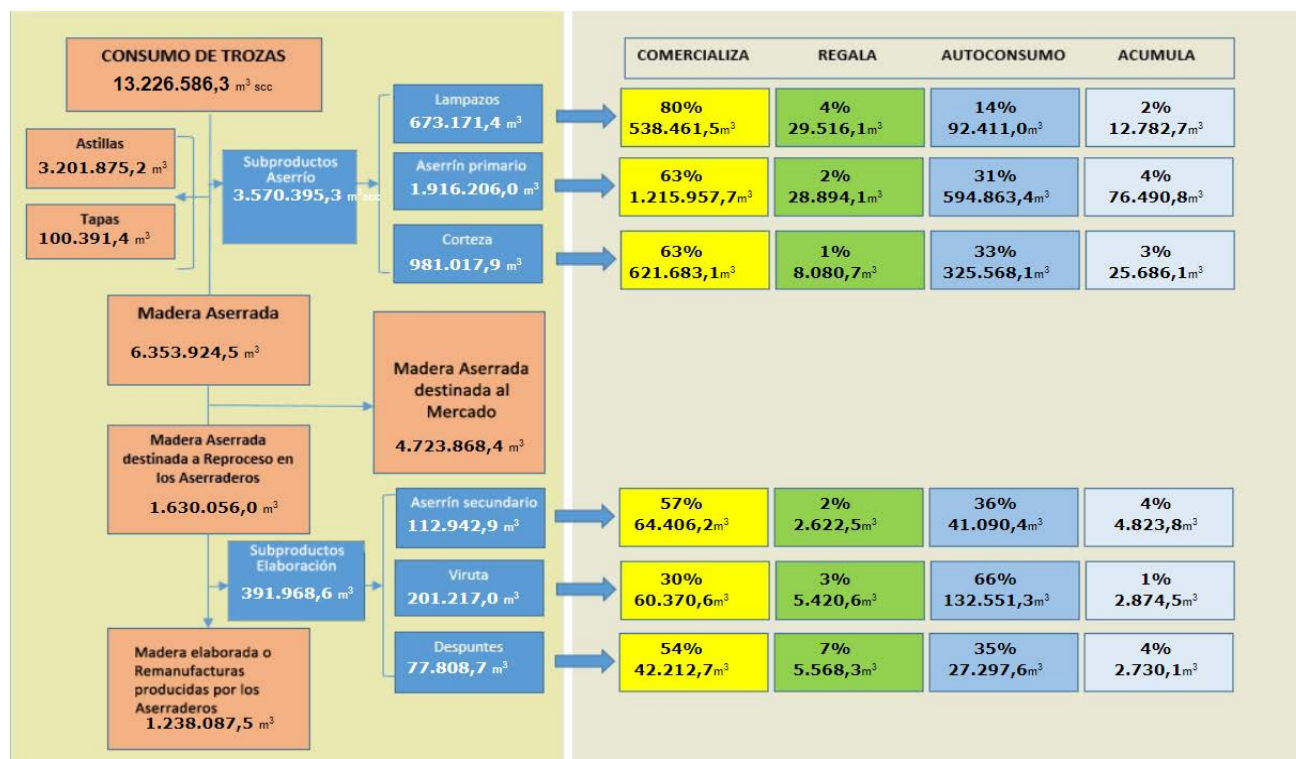 CONSUMO DE TROZAS
13.226.586,3 m³ scc
Astillas
3.201.875,2 m³
Tapas
100.391,4 m³
Subproductos
Aserrío
3.570.395,3 m³ scc
Lampazos
673.171,4 m³
Aserrín primario
1.916.206,0 m³
Corteza
981.017,9 m³
Madera Aserrada
6.353.924,5 m³
Madera Aserrada
destinada al
Mercado
4.723.868,4 m³
Madera Aserrada
destinada a Reproceso en
los Aserraderos
1.630.056,0 m³
Subproductos
Elaboración
391.968,6 m³
Aserrín secundario
112.942,9 m³
Viruta
201.217,0 m³
Despuntes
77.808,7 m³
Madera elaborada o
Remanufacturas
producidas por los
Aserraderos
1.238.087,5 m³
COMERCIALIZA REGALA AUTOCONSUMO ACUMULA
80% 4% 14% 2%
538.461,5m³ 29.516,1m³ 92.411,0m³ 12.782,7m³
63% 2% 31% 4%
1.215.957,7m³ 28.894,1m³ 594.863,4m³ 76.490,8m³
63% 1% 33% 3%
621.683,1m³ 8.080,7m³ 325.568,1m³ 25.686,1m³
57% 2% 36% 4%
64.406,2m³ 2.622,5m³ 41.090,4m³ 4.823,8m³
30% 3% 66% 1%
60.370,6m³ 5.420,6m³ 132.551,3m³ 2.874,5m³
54% 7% 35% 4%
42.212,7m³ 5.568,3m³ 27.297,6m³ 2.730,1m³